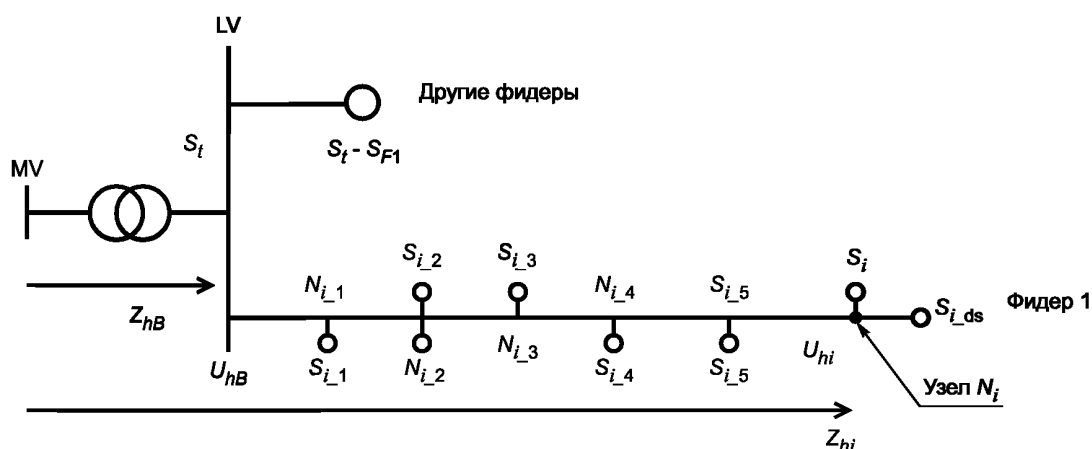 LV
Другие фидеры
S_t
S_t - S_F1
MV
S_i_2 S_i_3 S_i
N_i_1 N_i_4 S_i_5
Z_hB
S_i_ds Фидер 1
U_hB S_i_1 N_i_2 N_i_3 S_i_4 S_i_5 U_hi
Узел N_i
Z_hi